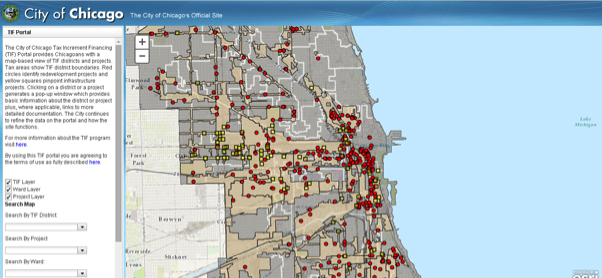 City of Chicago The City of Chicago's Official Site
TIF Portal
The City of Chicago Tax Increment Financing
(TIF) Portal provides Chicagoans with a
map-based view of TIF districts and projects.
Tan areas show TIF district boundaries. Red
circles identify redevelopment projects and
yellow squares pinpoint infrastructure
projects. Clicking on a district or a project
generates a pop-up window which provides
basic information about the district or project
plus, where applicable, links to more
detailed documentation. The City continues
to refine the data on the portal and how the
site functions.
For more information about the TIF program
visit here.
By using this TIF portal you are agreeing to
the terms of use as fully described here.
TIF Layer
Ward Layer
Project Layer
Search Map
Search By TIF District:
Search By Project:
Search By Ward:
+
−
Park
Forest
Park
Berwyn
Riverside
Lake
Michigan
esri